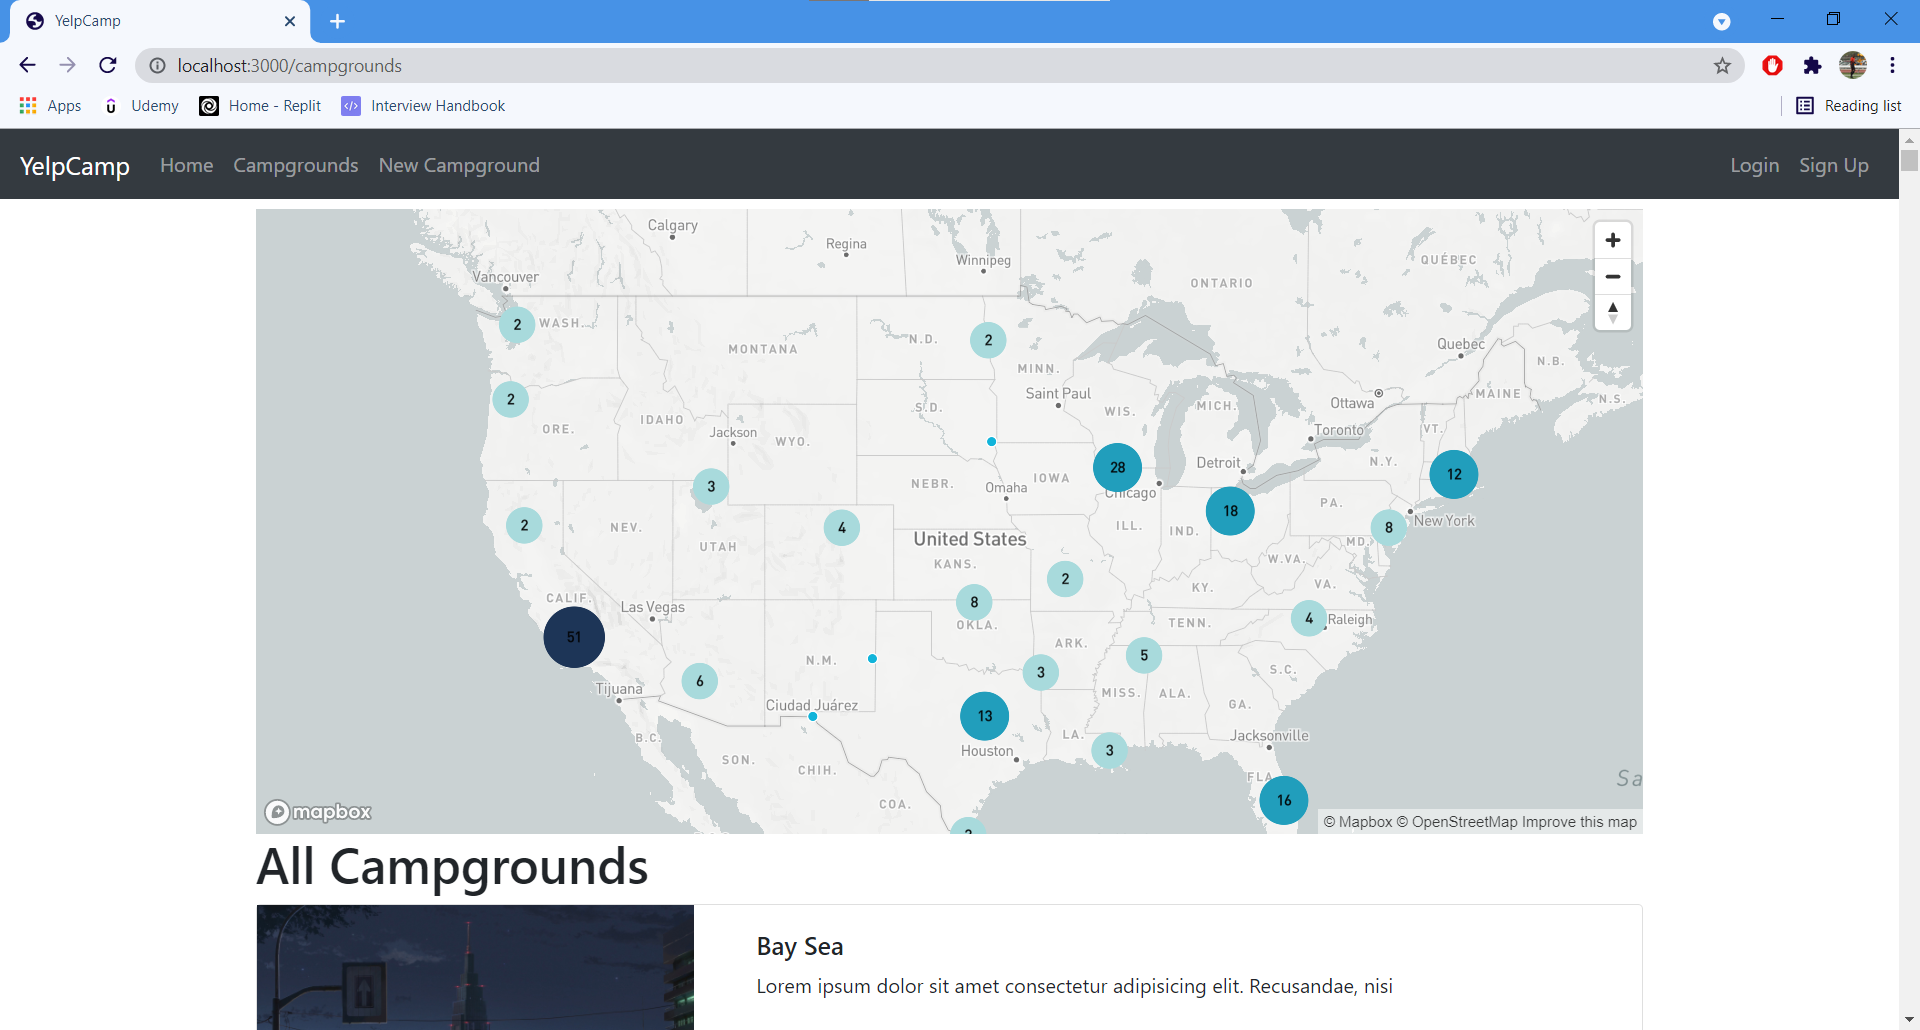 YelpCamp
localhost:3000/campgrounds
Apps Udemy Home - Replit Interview Handbook Reading list
YelpCamp Home Campgrounds New Campground Login Sign Up
Calgary
Regina
Winnipeg
Vancouver
ONTARIO
QUÉBEC
2 WASH.
N.D.
2
MONTANA
MINN.
Quebec
N.B.
2
ORE.
IDAHO
Jackson
WYO.
S.D.
Saint Paul
WIS.
MICH.
Ottawa
MAINE
N.S.
Toronto
VT.
28
Detroit
N.Y.
12
3
NEBR.
Omaha
IOWA
Chicago
18
PA.
New York
2
NEV.
UTAH
4
United States
ILL.
IND.
8
MD.
KANS.
2
KY.
W.VA.
VA.
CALIF.
Las Vegas
8
OKLA.
ARK.
TENN.
4
Raleigh
51
N.M.
3
5
S.C.
6
Tijuana
Ciudad Juárez
13
MISS.
ALA.
GA.
B.C.
SON.
CHIH.
Houston
LA.
3
Jacksonville
COA.
FLA.
16
Sa
mapbox
© Mapbox © OpenStreetMap Improve this map
All Campgrounds
Bay Sea
Lorem ipsum dolor sit amet consectetur adipisicing elit. Recusandae, nisi